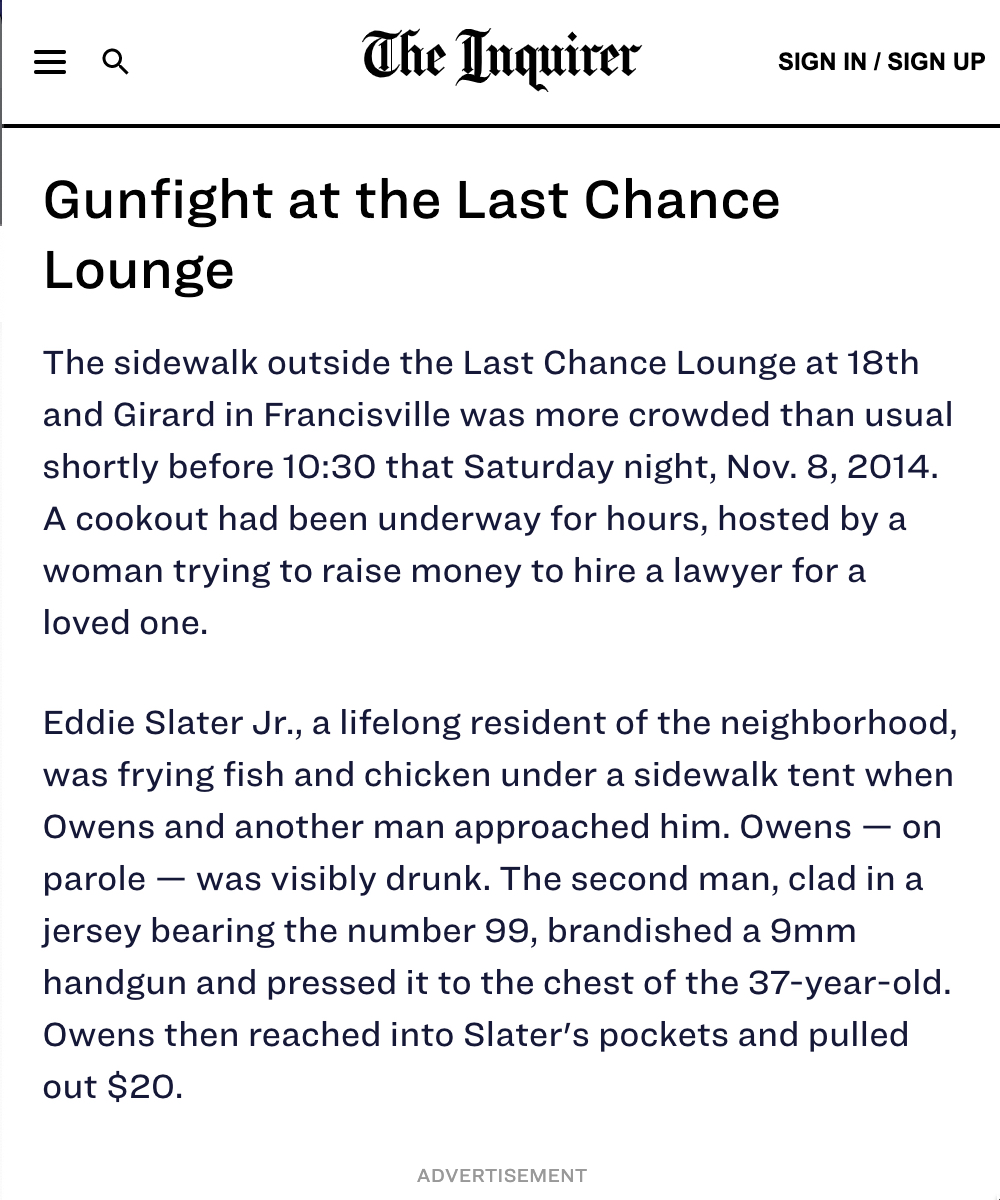 The Inquirer
SIGN IN / SIGN UP
Gunfight at the Last Chance
Lounge
The sidewalk outside the Last Chance Lounge at 18th
and Girard in Francisville was more crowded than usual
shortly before 10:30 that Saturday night, Nov. 8, 2014.
A cookout had been underway for hours, hosted by a
woman trying to raise money to hire a lawyer for a
loved one.
Eddie Slater Jr., a lifelong resident of the neighborhood,
was frying fish and chicken under a sidewalk tent when
Owens and another man approached him. Owens — on
parole — was visibly drunk. The second man, clad in a
jersey bearing the number 99, brandished a 9mm
handgun and pressed it to the chest of the 37-year-old.
Owens then reached into Slater's pockets and pulled
out $20.
ADVERTISEMENT